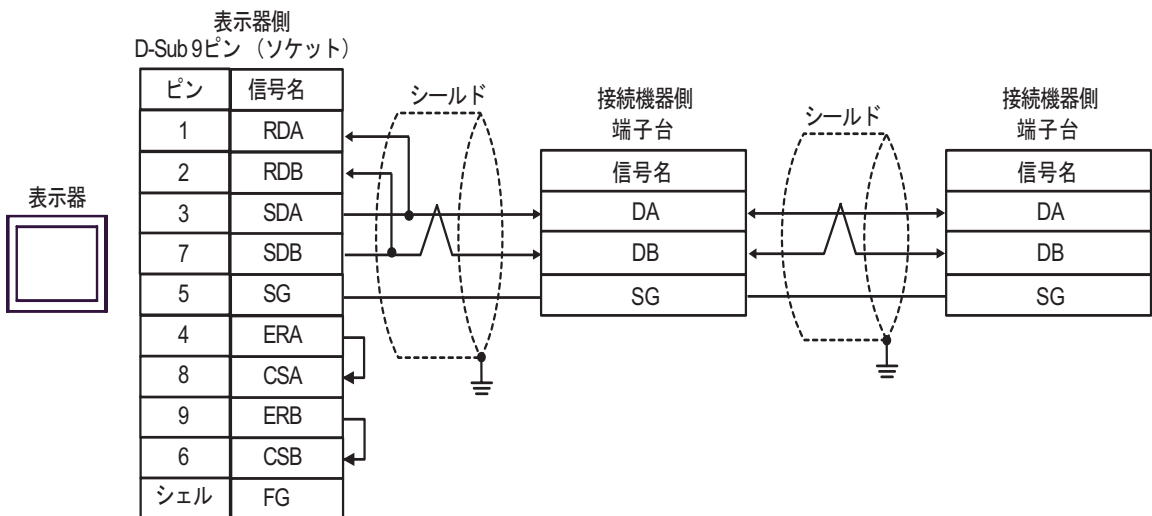 表示器側
D-Sub 9ピン （ソケット）
ピン 信号名
1 RDA
2 RDB
3 SDA
7 SDB
5 SG
4 ERA
8 CSA
9 ERB
6 CSB
シェル FG
表示器
シールド
接続機器側
端子台
信号名
DA
DB
SG
シールド
接続機器側
端子台
信号名
DA
DB
SG